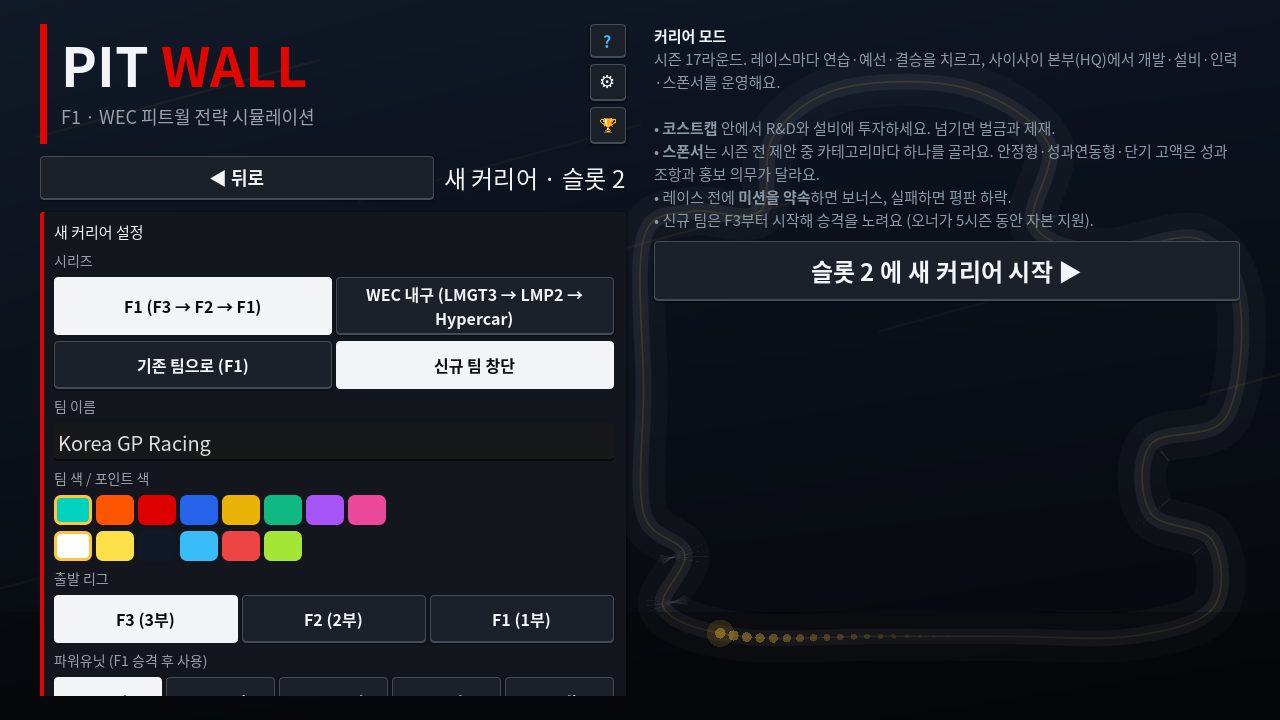 PIT WALL
F1 · WEC 피트월 전략 시뮬레이션
?
◀ 뒤로
새 커리어 · 슬롯 2
새 커리어 설정
시리즈
F1 (F3 → F2 → F1)
WEC 내구 (LMGT3 → LMP2 →
Hypercar)
기존 팀으로 (F1)
신규 팀 창단
팀 이름
Korea GP Racing
팀 색 / 포인트 색
출발 리그
F3 (3부)
F2 (2부)
F1 (1부)
파워유닛 (F1 승격 후 사용)
커리어 모드
시즌 17라운드. 레이스마다 연습·예선·결승을 치르고, 사이사이 본부(HQ)에서 개발·설비·인력
·스폰서를 운영해요.
• 코스트캡 안에서 R&D와 설비에 투자하세요. 넘기면 벌금과 제재.
• 스폰서는 시즌 전 제안 중 카테고리마다 하나를 골라요. 안정형·성과연동형·단기 고액은 성과
조항과 홍보 의무가 달라요.
• 레이스 전에 미션을 약속하면 보너스, 실패하면 평판 하락.
• 신규 팀은 F3부터 시작해 승격을 노려요 (오너가 5시즌 동안 자본 지원).
슬롯 2 에 새 커리어 시작 ▶